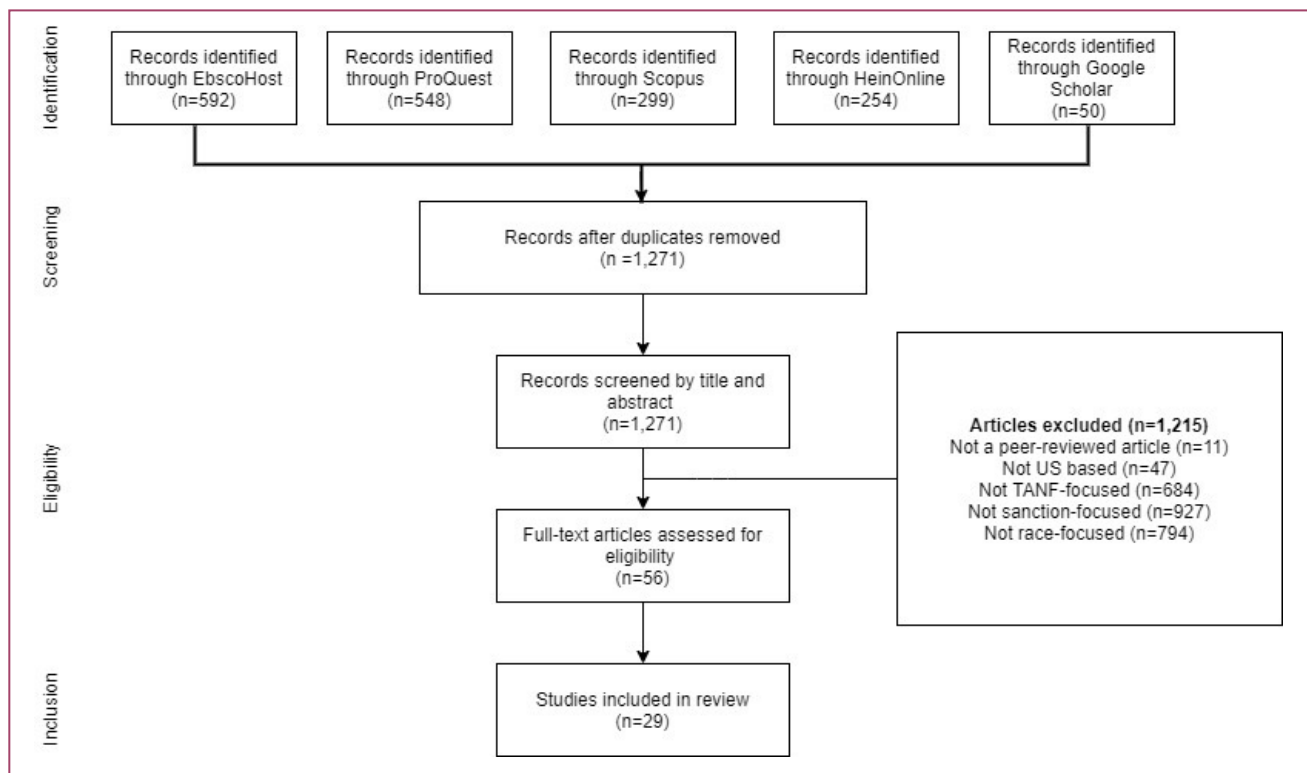 Identification
Records identified
through EbscoHost
(n=592)
Records identified
through ProQuest
(n=548)
Records identified
through Scopus
(n=299)
Records identified
through HeinOnline
(n=254)
Records identified
through Google
Scholar
(n=50)
Screening
Records after duplicates removed
(n =1,271)
Eligibility
Records screened by title and
abstract
(n=1,271)
Articles excluded (n=1,215)
Not a peer-reviewed article (n=11)
Not US based (n=47)
Not TANF-focused (n=684)
Not sanction-focused (n=927)
Not race-focused (n=794)
Full-text articles assessed for
eligibility
(n=56)
Inclusion
Studies included in review
(n=29)